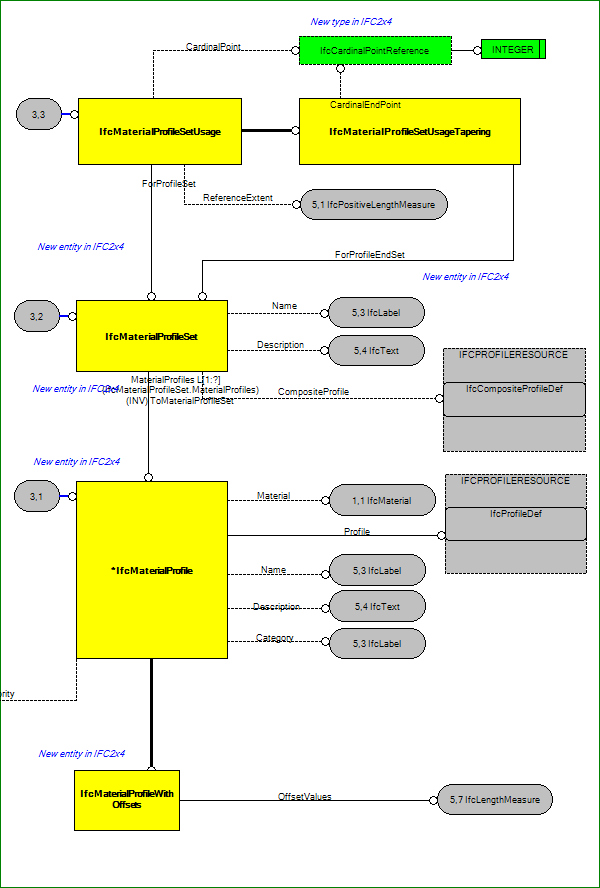 New type in IFC2x4
CardinalPoint
IfcCardinalPointReference
INTEGER
3,3
IfcMaterialProfileSetUsage
CardinalEndPoint
IfcMaterialProfileSetUsageTapering
ForProfileSet
ReferenceExtent
5,1 IfcPositiveLengthMeasure
New entity in IFC2x4
ForProfileEndSet
New entity in IFC2x4
3,2
IfcMaterialProfileSet
Name
5,3 IfcLabel
Description
5,4 IfcText
IFCPROFILERESOURCE
IfcCompositeProfileDef
New entity in IFC2x4
MaterialProfiles L[1:?]
(IfcMaterialProfileSet.MaterialProfiles)
(INV) ToMaterialProfileSet
CompositeProfile
New entity in IFC2x4
3,1
*IfcMaterialProfile
Material
1,1 IfcMaterial
IFCPROFILERESOURCE
IfcProfileDef
Profile
Name
5,3 IfcLabel
Description
5,4 IfcText
Category
5,3 IfcLabel
ority
New entity in IFC2x4
IfcMaterialProfileWith
Offsets
OffsetValues
5,7 IfcLengthMeasure